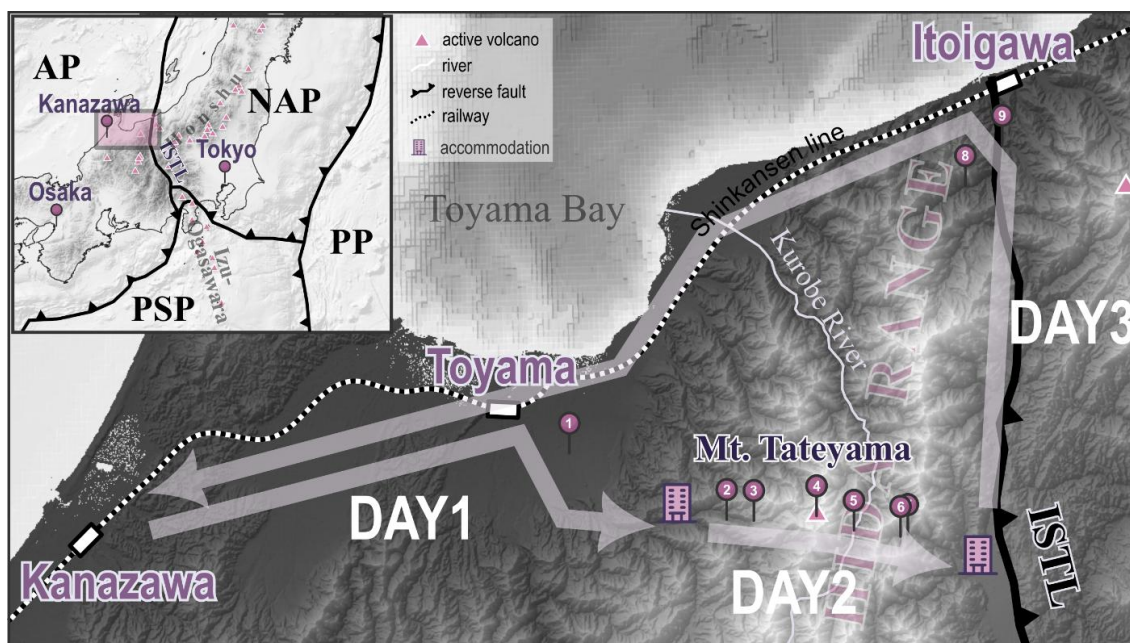 AP
Kanazawa
NAP
Honshu
ISTL
Tokyo
Osaka
PP
Izu-
Ogasawara
PSP
active volcano
river
reverse fault
railway
accommodation
Itoigawa
9
8
Shinkansen line
Toyama Bay
Kurobe River
HIDA RANGE
DAY3
Toyama
1
Mt. Tateyama
2
3
4
5
6
DAY1
DAY2
Kanazawa
ISTL